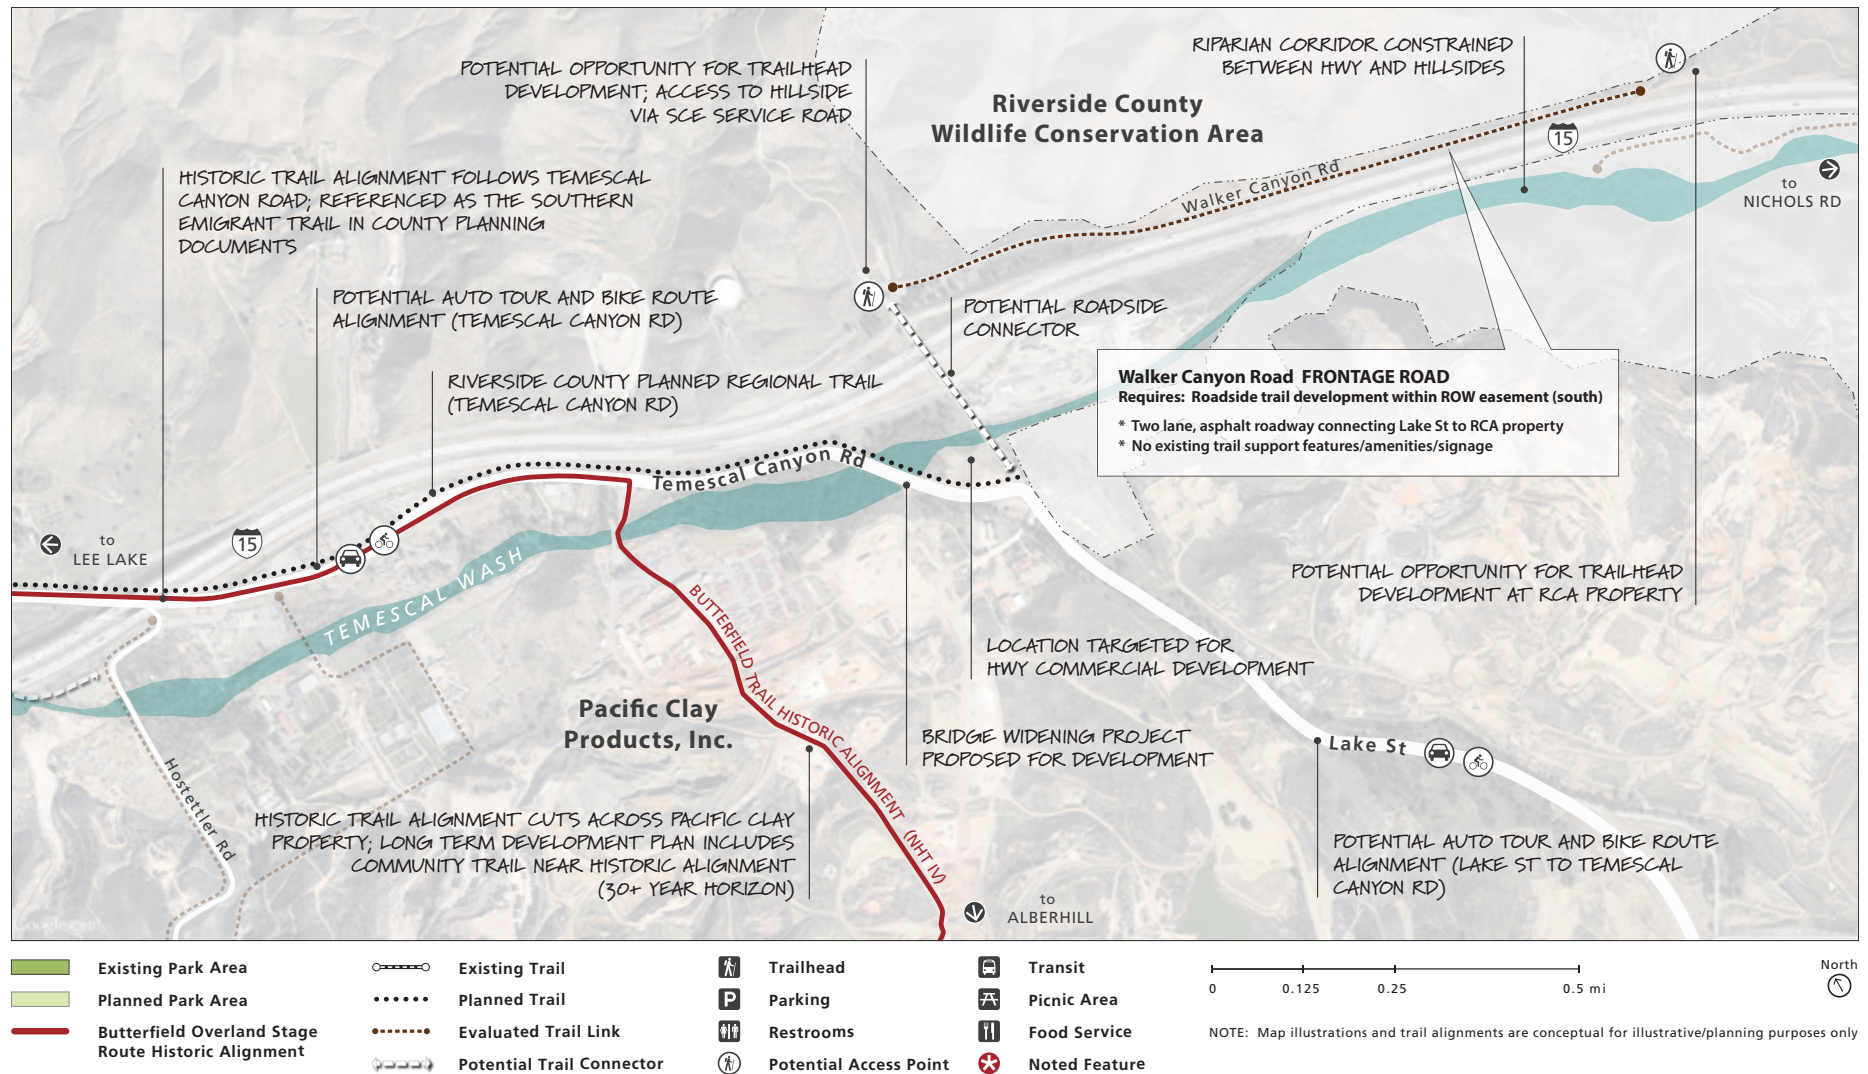 POTENTIAL OPPORTUNITY FOR TRAILHEAD
DEVELOPMENT; ACCESS TO HILLSIDE
VIA SCE SERVICE ROAD
RIPARIAN CORRIDOR CONSTRAINED
BETWEEN HWY AND HILLSIDES
Riverside County
Wildlife Conservation Area
15
Walker Canyon Rd
to
NICHOLS RD
HISTORIC TRAIL ALIGNMENT FOLLOWS TEMESCAL
CANYON ROAD; REFERENCED AS THE SOUTHERN
EMIGRANT TRAIL IN COUNTY PLANNING
DOCUMENTS
POTENTIAL AUTO TOUR AND BIKE ROUTE
ALIGNMENT (TEMESCAL CANYON RD)
POTENTIAL ROADSIDE
CONNECTOR
RIVERSIDE COUNTY PLANNED REGIONAL TRAIL
(TEMESCAL CANYON RD)
Walker Canyon Road FRONTAGE ROAD
Requires: Roadside trail development within ROW easement (south)
* Two lane, asphalt roadway connecting Lake St to RCA property
* No existing trail support features/amenities/signage
Temescal Canyon Rd
to
LEE LAKE
15
TEMESCAL WASH
POTENTIAL OPPORTUNITY FOR TRAILHEAD
DEVELOPMENT AT RCA PROPERTY
BUTTERFIELD TRAIL HISTORIC ALIGNMENT (NHT IV)
LOCATION TARGETED FOR
HWY COMMERCIAL DEVELOPMENT
Pacific Clay
Products, Inc.
BRIDGE WIDENING PROJECT
PROPOSED FOR DEVELOPMENT
Lake St
Hostettler Rd
HISTORIC TRAIL ALIGNMENT CUTS ACROSS PACIFIC CLAY
PROPERTY; LONG TERM DEVELOPMENT PLAN INCLUDES
COMMUNITY TRAIL NEAR HISTORIC ALIGNMENT
(30+ YEAR HORIZON)
POTENTIAL AUTO TOUR AND BIKE ROUTE
ALIGNMENT (LAKE ST TO TEMESCAL
CANYON RD)
to
ALBERHILL
Existing Park Area
Planned Park Area
Butterfield Overland Stage
Route Historic Alignment
Existing Trail
Planned Trail
Evaluated Trail Link
Potential Trail Connector
Trailhead
P
Parking
Restrooms
Potential Access Point
Transit
Picnic Area
Food Service
Noted Feature
0 0.125 0.25 0.5 mi
North
NOTE: Map illustrations and trail alignments are conceptual for illustrative/planning purposes only